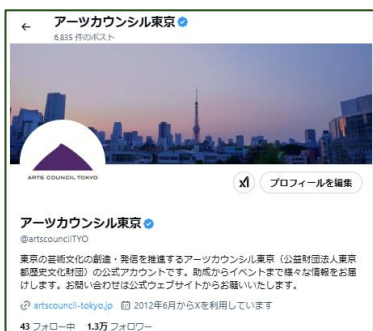 アーツカウンシル東京
6,835 件のポスト
ARTS COUNCIL TOKYO
プロフィールを編集
アーツカウンシル東京
@artscouncilTYO
東京の芸術文化の創造・発信を推進するアーツカウンシル東京（公益財団法人東京
都歴史文化財団）の公式アカウントです。助成からイベントまで様々な情報をお届
けします。お問い合わせは公式ウェブサイトからお願いいたします。
artscouncil-tokyo.jp 2012年6月からXを利用しています
43 フォロー中 1.3万 フォロワー